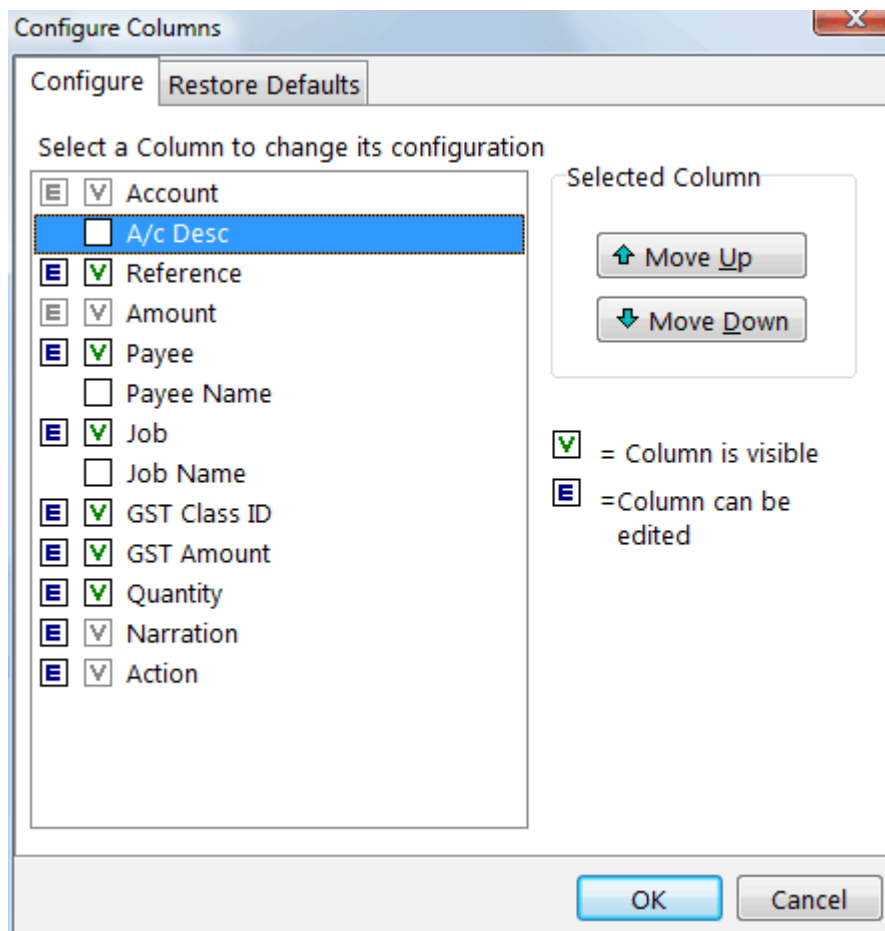 Configure Columns
X
Configure
Restore Defaults
Select a Column to change its configuration
E V Account
A/c Desc
E V Reference
E V Amount
E V Payee
Payee Name
E V Job
Job Name
E V GST Class ID
E V GST Amount
E V Quantity
E V Narration
E V Action
Selected Column
Move Up
Move Down
V = Column is visible
E =Column can be
edited
OK
Cancel